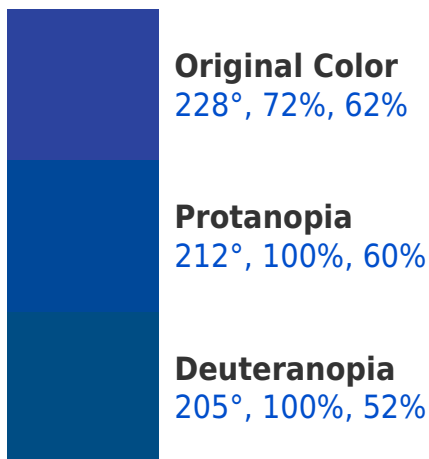 Original Color
228°, 72%, 62%
Protanopia
212°, 100%, 60%
Deuteranopia
205°, 100%, 52%